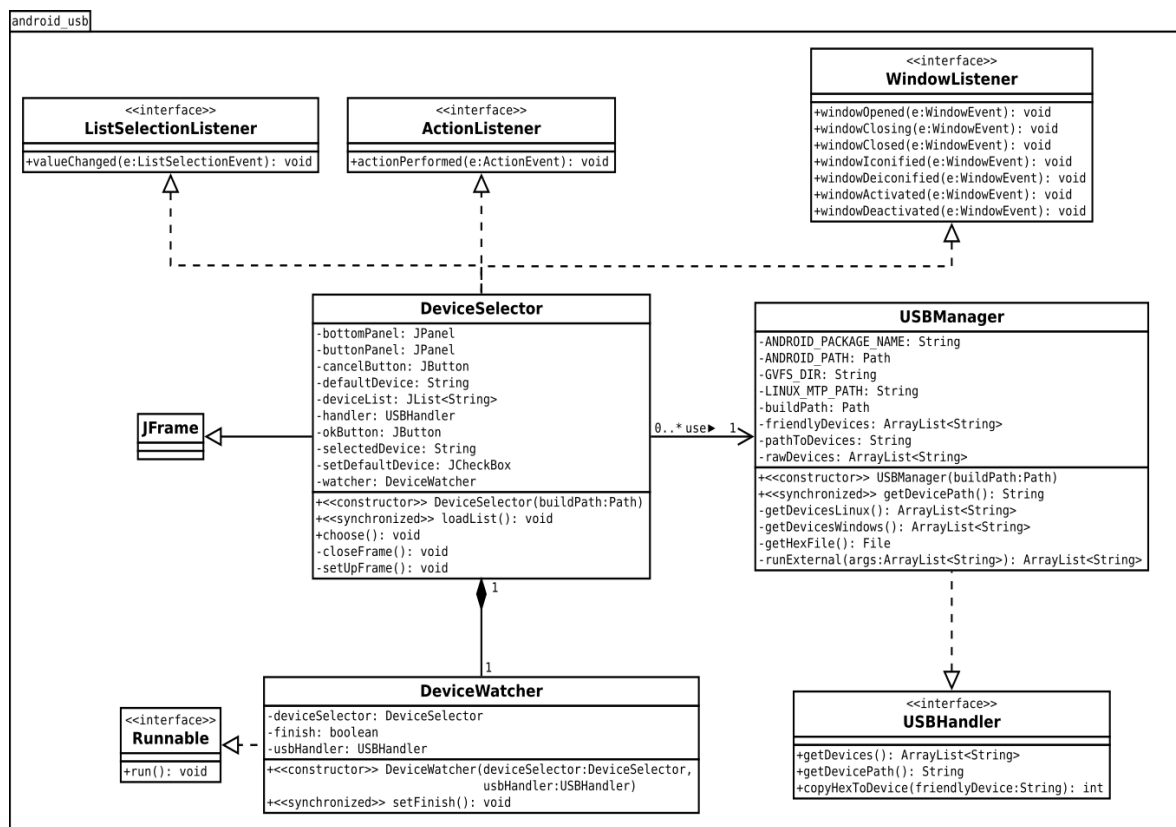 android_usb
<<interface>>
ListSelectionListener
+valueChanged(e:ListSelectionEvent): void
<<interface>>
ActionListener
+actionPerformed(e:ActionEvent): void
<<interface>>
WindowListener
+windowOpened(e:WindowEvent): void
+windowClosing(e:WindowEvent): void
+windowClosed(e:WindowEvent): void
+windowIconified(e:WindowEvent): void
+windowDeiconified(e:WindowEvent): void
+windowActivated(e:WindowEvent): void
+windowDeactivated(e:WindowEvent): void
JFrame
DeviceSelector
-bottomPanel: JPanel
-buttonPanel: JPanel
-cancelButton: JButton
-defaultDevice: String
-deviceList: JList<String>
-handler: USBHandler
-okButton: JButton
-selectedDevice: String
-setDefaultDevice: JCheckBox
-watcher: DeviceWatcher
+<<constructor>> DeviceSelector(buildPath:Path)
+<<synchronized>> loadList(): void
+choose(): void
-closeFrame(): void
-setUpFrame(): void
0..* use▶ 1
USBManager
-ANDROID_PACKAGE_NAME: String
-ANDROID_PATH: Path
-GVFS_DIR: String
-LINUX_MTP_PATH: String
-buildPath: Path
-friendlyDevices: ArrayList<String>
-pathToDevices: String
-rawDevices: ArrayList<String>
+<<constructor>> USBManager(buildPath:Path)
+<<synchronized>> getDevicePath(): String
-getDevicesLinux(): ArrayList<String>
-getDevicesWindows(): ArrayList<String>
-getHexFile(): File
-runExternal(args:ArrayList<String>): ArrayList<String>
1
1
<<interface>>
Runnable
+run(): void
DeviceWatcher
-deviceSelector: DeviceSelector
-finish: boolean
-usbHandler: USBHandler
+<<constructor>> DeviceWatcher(deviceSelector:DeviceSelector,
usbHandler:USBHandler)
+<<synchronized>> setFinish(): void
<<interface>>
USBHandler
+getDevices(): ArrayList<String>
+getDevicePath(): String
+copyHexToDevice(friendlyDevice:String): int